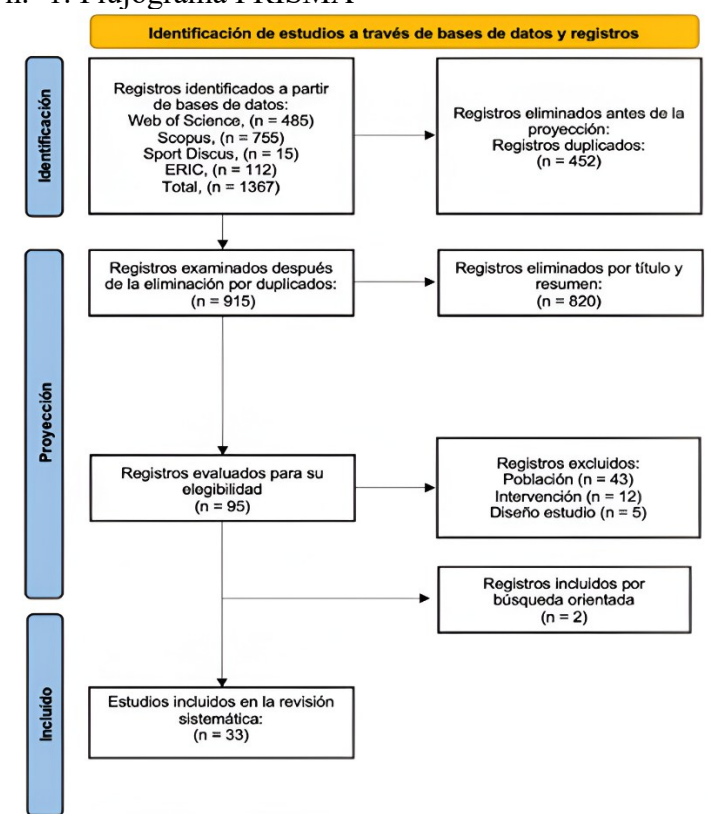 Identificación de estudios a través de bases de datos y registros
Identificación
Registros identificados a partir
de bases de datos:
Web of Science, (n = 485)
Scopus, (n = 755)
Sport Discus, (n = 15)
ERIC, (n = 112)
Total, (n = 1367)
Registros eliminados antes de la
proyección:
Registros duplicados:
(n = 452)
Proyección
Registros examinados después
de la eliminación por duplicados:
(n = 915)
Registros eliminados por título y
resumen:
(n = 820)
Registros evaluados para su
elegibilidad
(n = 95)
Registros excluidos:
Población (n = 43)
Intervención (n = 12)
Diseño estudio (n = 5)
Registros incluidos por
búsqueda orientada
(n = 2)
Incluído
Estudios incluidos en la revisión
sistemática:
(n = 33)